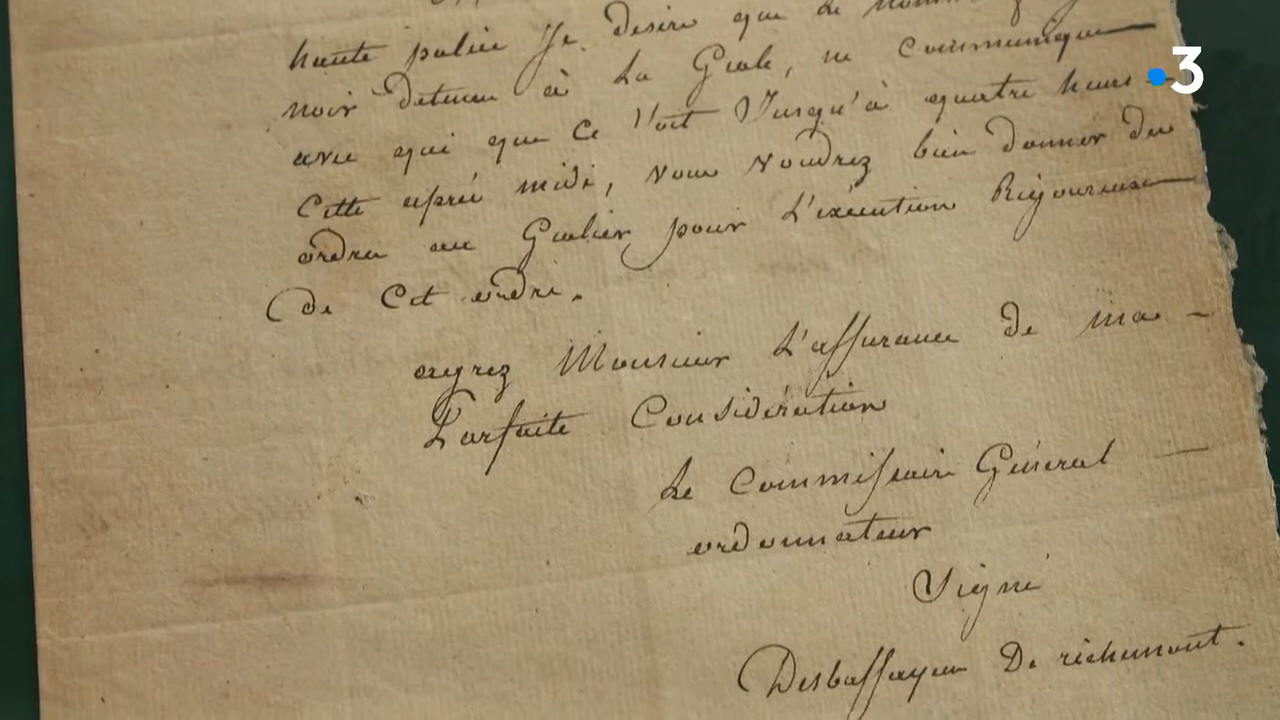 haute police Je desire que le
noir detenu à la Geole, ne communique
avec qui que Ce Soit Jusqu'à quatre heures
Cette aprés midi, vous voudrez bien donner des
ordres au Geolier pour L'exécution Rigoureuse
De Cet ordre.
agrez Monsieur L'assurance de ma
Parfaite Considération
Le Commissaire Général
ordonnateur
Signé
Desbassayns De richemont.
3